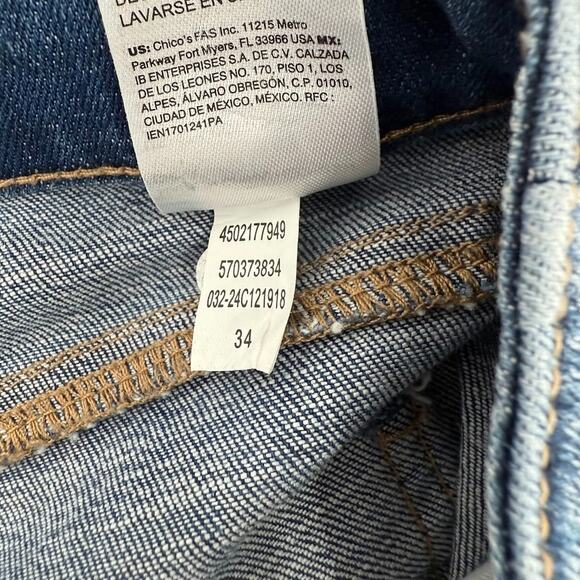 LAVARSE EN
US: Chico's FAS Inc. 11215 Metro
Parkway Fort Myers, FL 33966 USA MX:
IB ENTERPRISES S.A. DE C.V. CALZADA
DE LOS LEONES NO. 170, PISO 1, LOS
ALPES, ÁLVARO OBREGÓN, C.P. 01010,
CIUDAD DE MÉXICO, MÉXICO. RFC :
IEN1701241PA
4502177949
570373834
032-24C121918
34